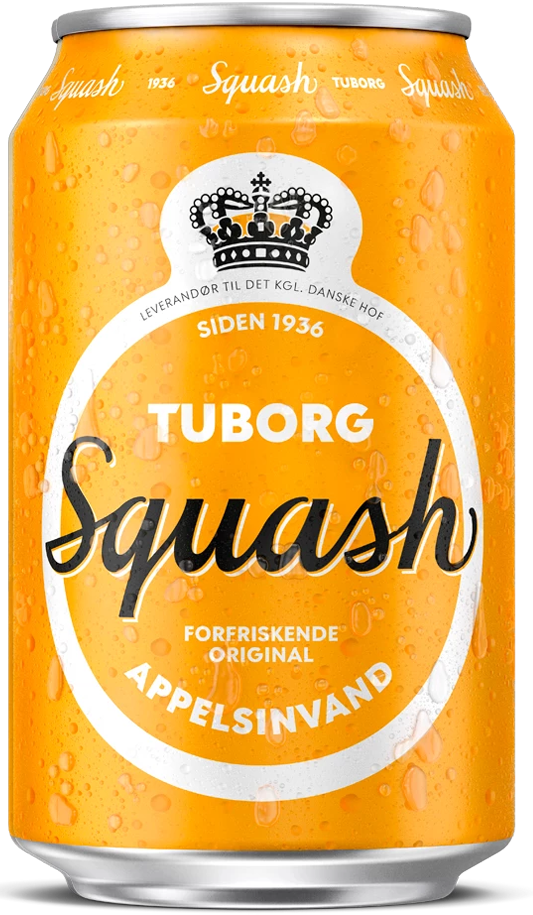 Squash 1936 Squash TUBORG Squash
LEVERANDØR TIL DET KGL. DANSKE HOF
SIDEN 1936
TUBORG
Squash
FORFRISKENDE
ORIGINAL
APPELSINVAND